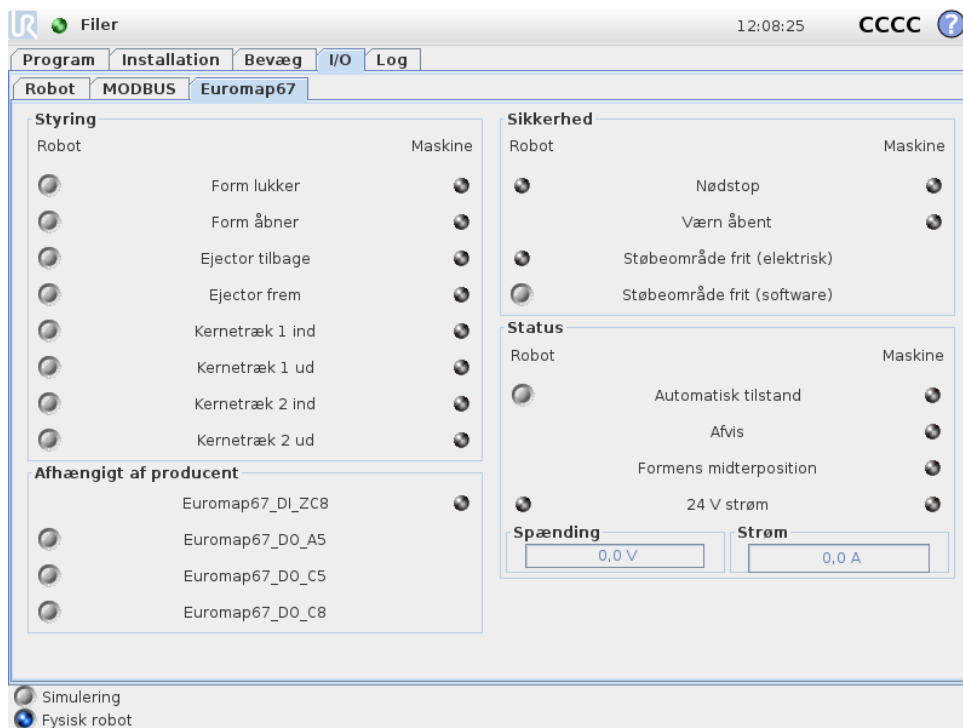 UR Filer 12:08:25 CCCC ?
Program Installation Bevæg I/O Log
Robot MODBUS Euromap67
Styring
Robot Maskine
Form lukker
Form åbner
Ejector tilbage
Ejector frem
Kernetræk 1 ind
Kernetræk 1 ud
Kernetræk 2 ind
Kernetræk 2 ud
Afhængigt af producent
Euromap67_DI_ZC8
Euromap67_DO_A5
Euromap67_DO_C5
Euromap67_DO_C8
Sikkerhed
Robot Maskine
Nødstop
Værn åbent
Støbeområde frit (elektrisk)
Støbeområde frit (software)
Status
Robot Maskine
Automatisk tilstand
Afvis
Formens midterposition
24 V strøm
Spænding Strøm
0,0 V 0,0 A
Simulering
Fysisk robot